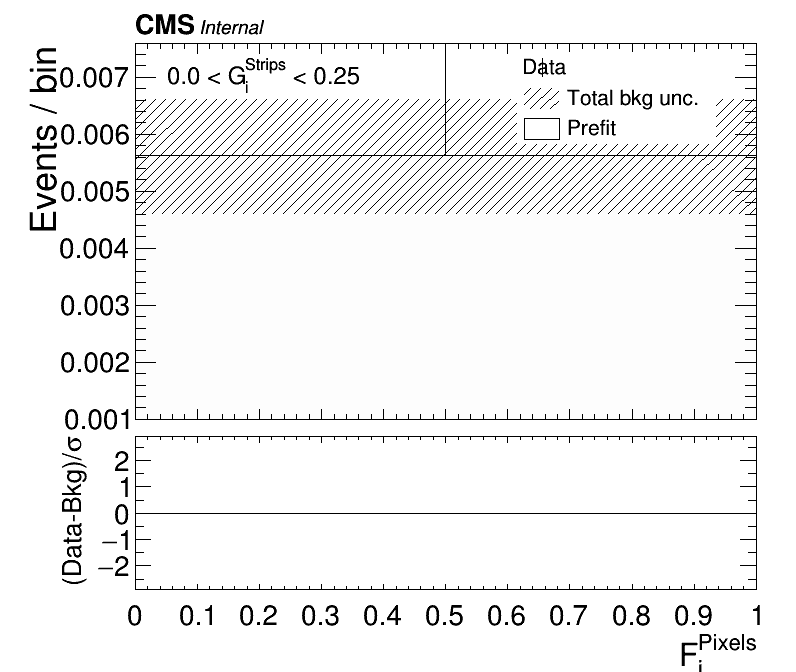 CMS Internal
Events / bin
0.0 < G_i^Strips < 0.25
Data
Total bkg unc.
Prefit
0.007
0.006
0.005
0.004
0.003
0.002
0.001
(Data-Bkg)/σ
2
1
0
−1
−2
0 0.1 0.2 0.3 0.4 0.5 0.6 0.7 0.8 0.9 1
F_i^Pixels